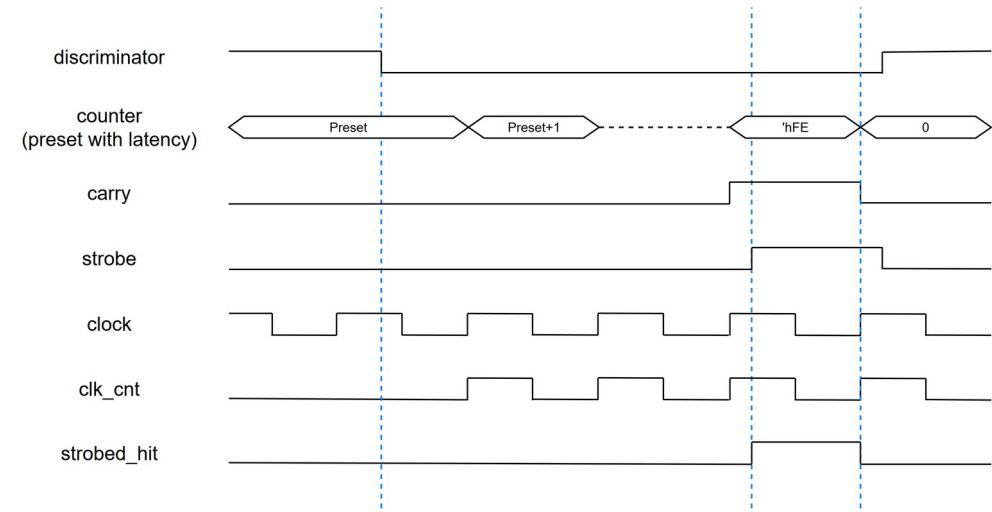 discriminator
counter
(preset with latency)
Preset
Preset+1
'hFE
0
carry
strobe
clock
clk_cnt
strobed_hit